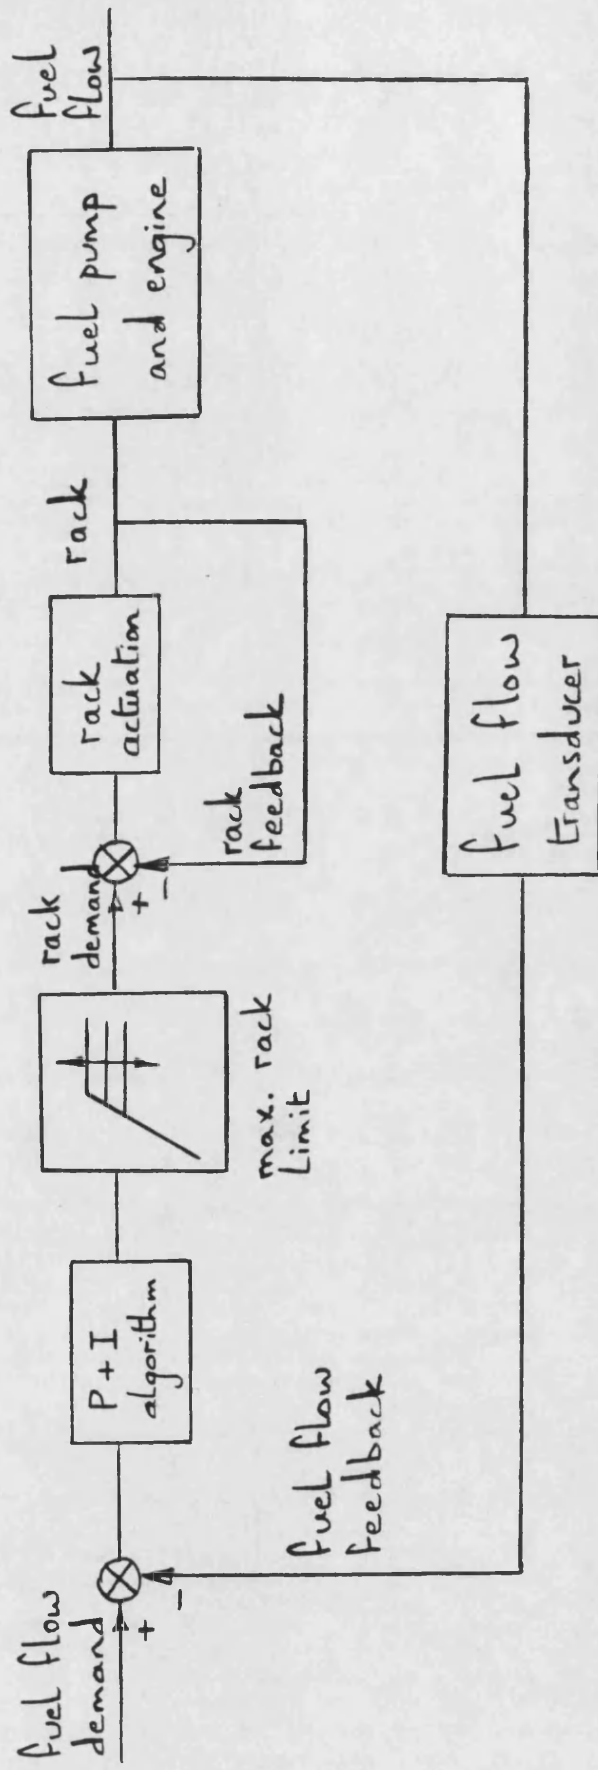 fuel flow
demand
+
-
P + I
algorithm
max. rack
Limit
rack
demand
+
-
rack
actuation
rack
feedback
rack
fuel pump
and engine
fuel
flow
fuel flow
feedback
fuel flow
transducer